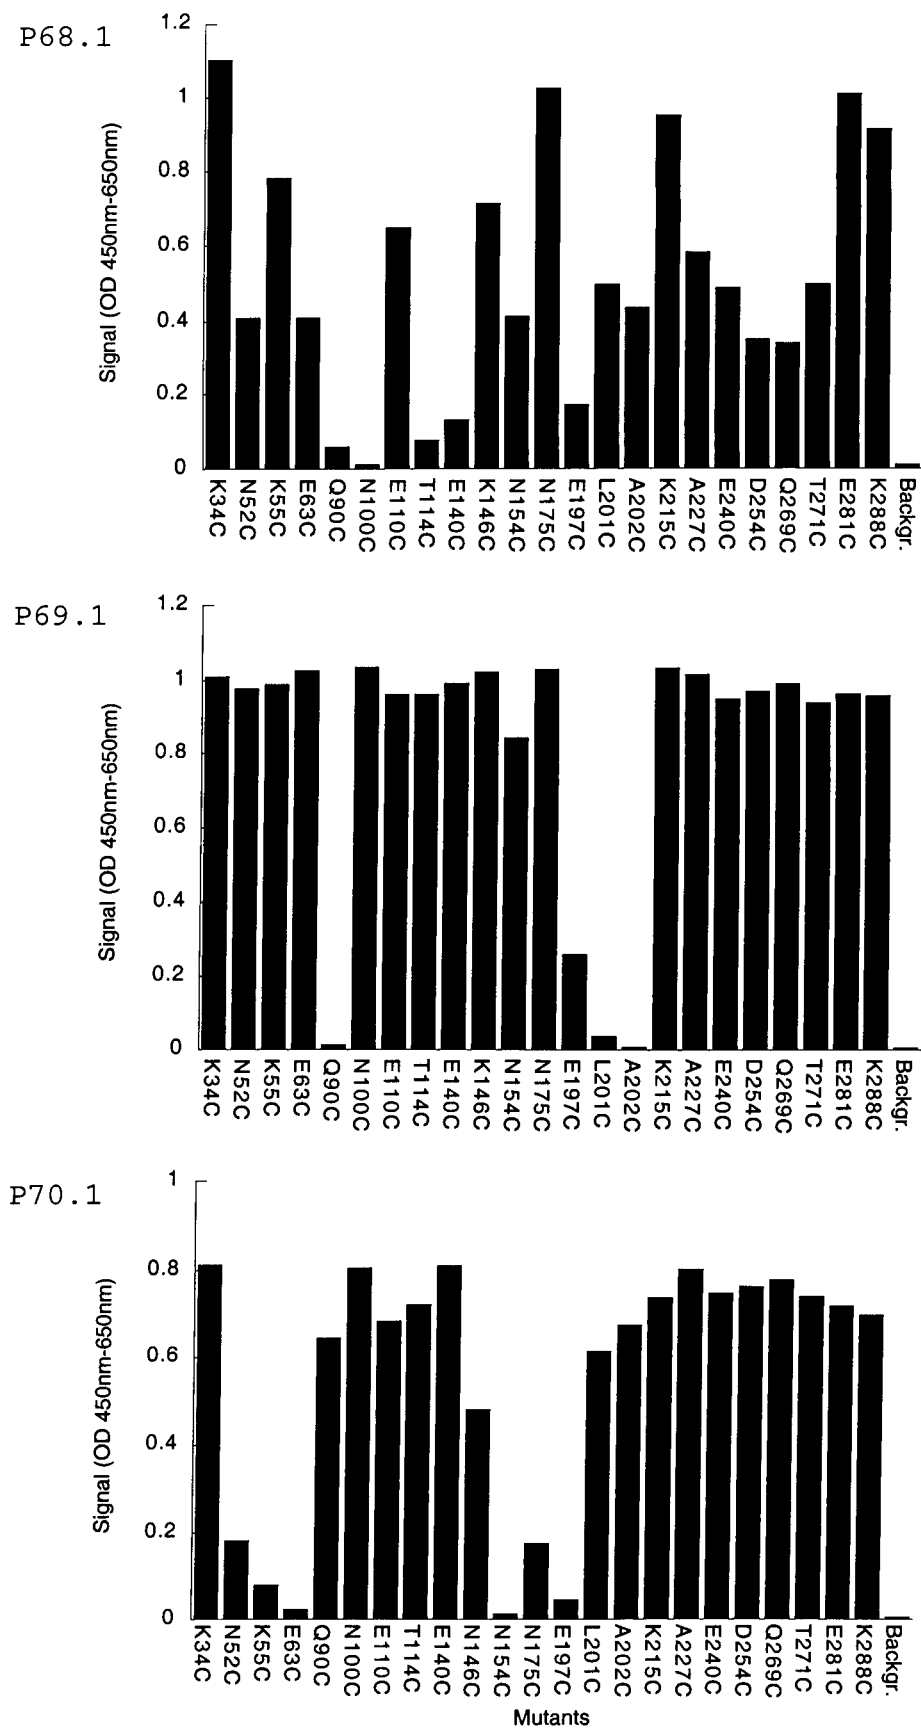 P68.1
Signal (OD 450nm-650nm)
1.2
1
0.8
0.6
0.4
0.2
0
K34C
N52C
K55C
E63C
Q90C
N100C
E110C
T114C
E140C
K146C
N154C
N175C
E197C
L201C
A202C
K215C
A227C
E240C
D254C
Q269C
T271C
E281C
K288C
Backgr.
P69.1
Signal (OD 450nm-650nm)
1.2
1
0.8
0.6
0.4
0.2
0
K34C
N52C
K55C
E63C
Q90C
N100C
E110C
T114C
E140C
K146C
N154C
N175C
E197C
L201C
A202C
K215C
A227C
E240C
D254C
Q269C
T271C
E281C
K288C
Backgr.
P70.1
Signal (OD 450nm-650nm)
1
0.8
0.6
0.4
0.2
0
K34C
N52C
K55C
E63C
Q90C
N100C
E110C
T114C
E140C
N146C
N154C
N175C
E197C
L201C
A202C
K215C
A227C
E240C
D254C
Q269C
T271C
E281C
K288C
Backgr.
Mutants